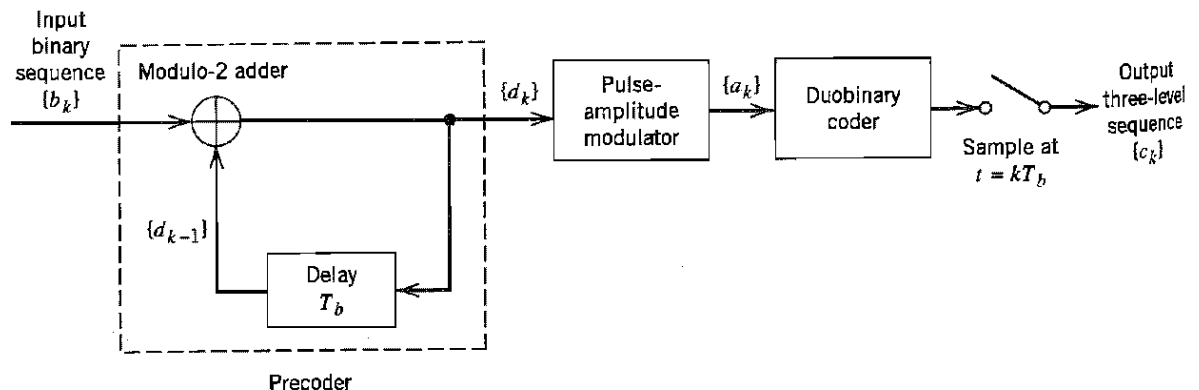 Input
binary
sequence
{b_k}
Modulo-2 adder
{d_k}
Pulse-
amplitude
modulator
{a_k}
Duobinary
coder
Output
three-level
sequence
{c_k}
Sample at
t = kT_b
{d_{k-1}}
Delay
T_b
Precoder